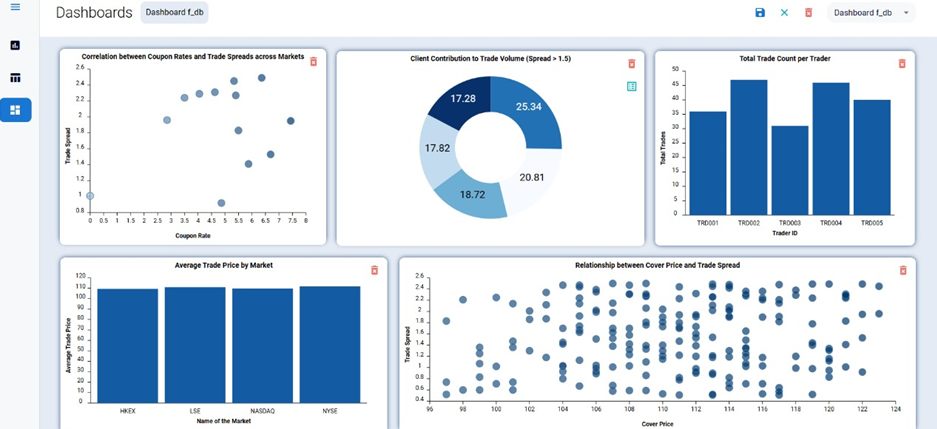 Dashboards Dashboard f_db Dashboard f_db
Correlation between Coupon Rates and Trade Spreads across Markets
2.6
2.4
2.2
2
1.8
1.6
1.4
1.2
1
0.8
Trade Spread
0 0.5 1 1.5 2 2.5 3 3.5 4 4.5 5 5.5 6 6.5 7 7.5 8
Coupon Rate
Client Contribution to Trade Volume (Spread > 1.5)
17.28
25.34
17.82
20.81
18.72
Total Trade Count per Trader
50
45
40
35
30
25
20
15
10
5
0
Total Trades
TRD001 TRD002 TRD003 TRD004 TRD005
Trader ID
Average Trade Price by Market
120
110
100
90
80
70
60
50
40
30
20
10
0
Average Trade Price
HKEX LSE NASDAQ NYSE
Name of the Market
Relationship between Cover Price and Trade Spread
2.6
2.4
2.2
2
1.8
1.6
1.4
1.2
1
0.8
0.6
0.4
Trade Spread
96 98 100 102 104 106 108 110 112 114 116 118 120 122 124
Cover Price